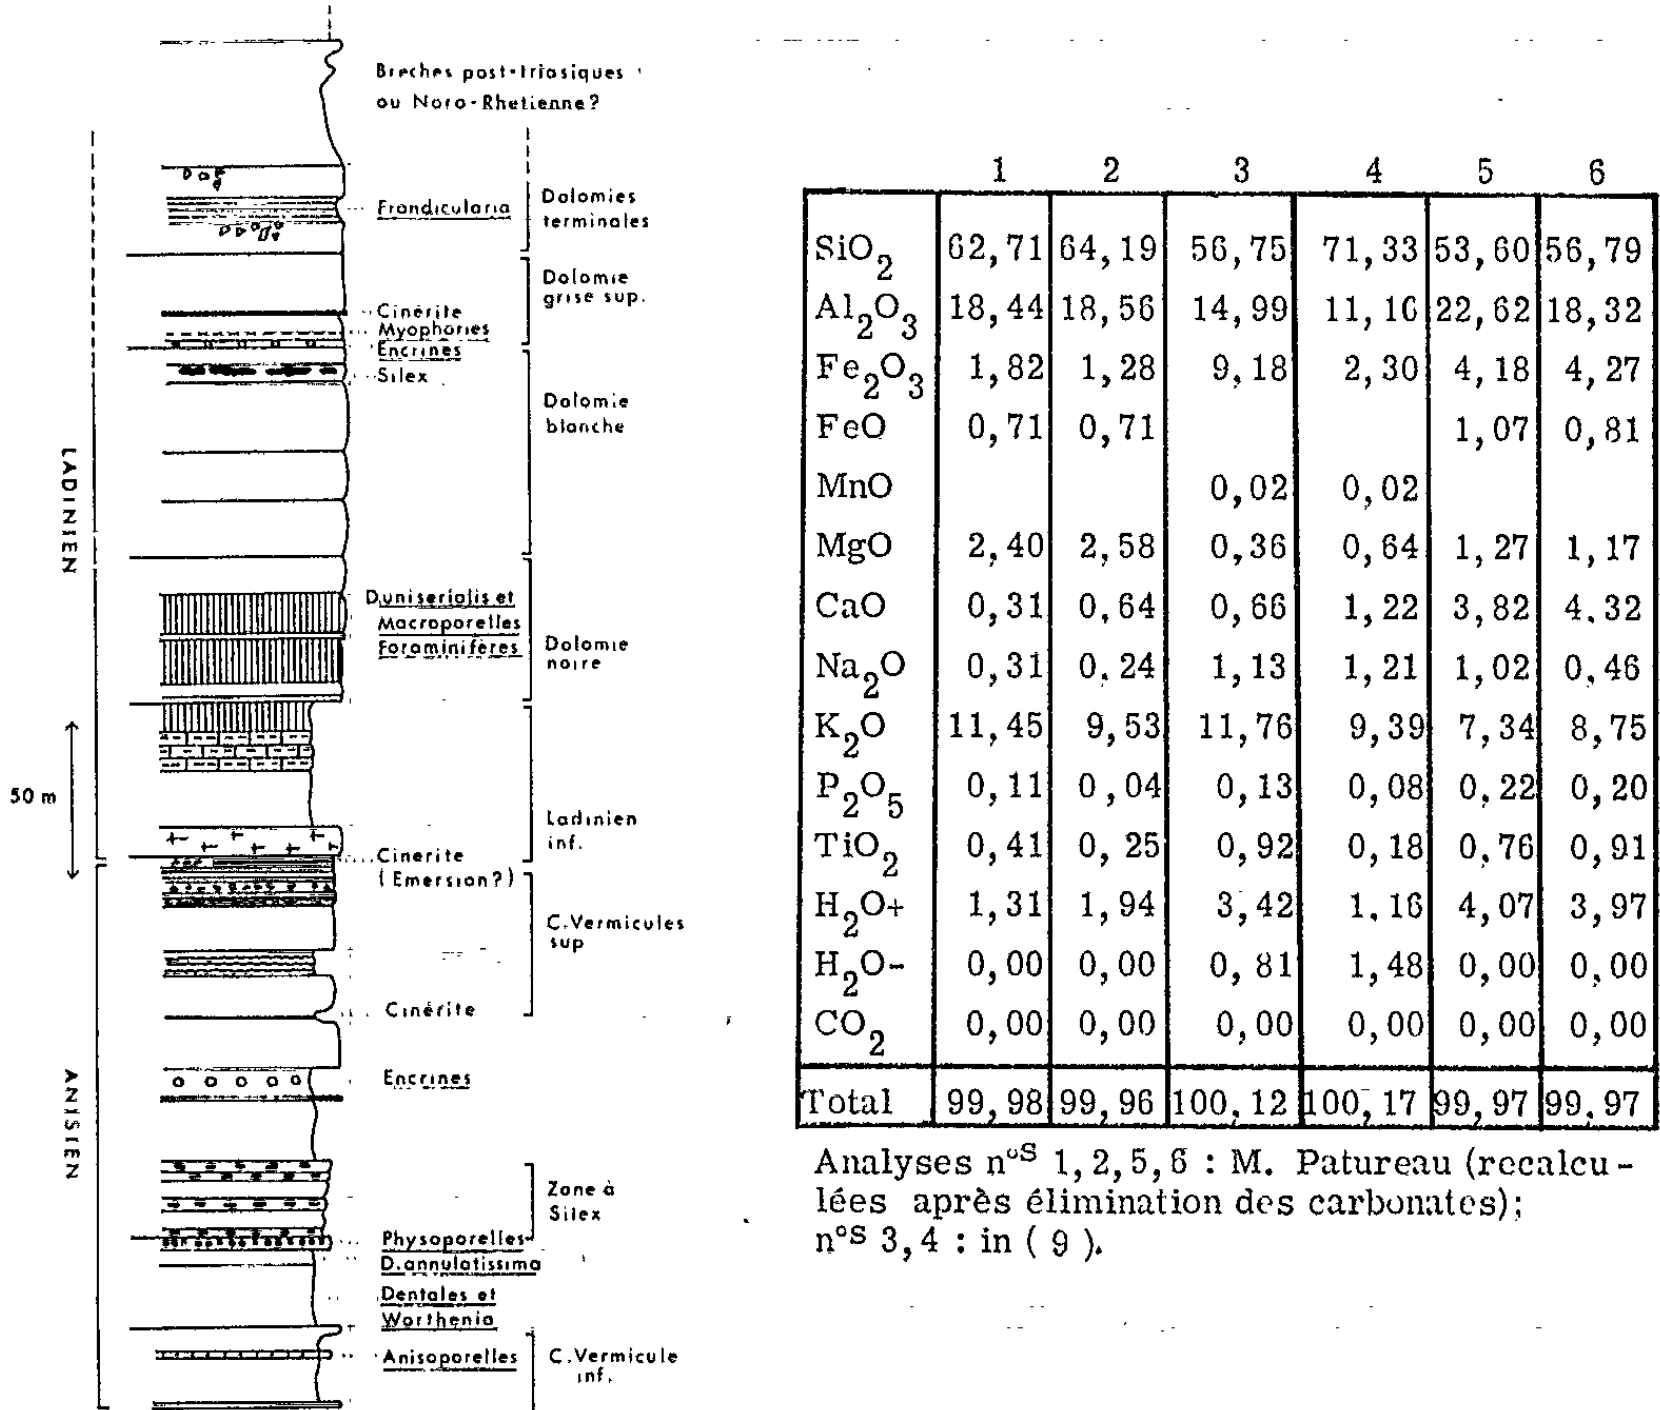 Breches post-triasiques
ou Noro-Rhetienne?
Frondicularia
Dolomies
terminales
Dolomie
grise sup.
Cinérite
Myophories
Encrines
Silex
Dolomie
blanche
LADINIEN
D.uniserialis et
Macroporelles
Foraminifères
Dolomie
noire
50 m
Ladinien
inf.
Cinerite
(Emersion?)
C.Vermicules
sup
Cinérite
ANISIEN
Encrines
Zone à
Silex
Physoporelles
D.annulatissima
Dentales et
Worthenia
Anisoporelles
C.Vermicule
inf.
1 2 3 4 5 6
SiO2 62,71 64,19 56,75 71,33 53,60 56,79
Al2O3 18,44 18,56 14,99 11,16 22,62 18,32
Fe2O3 1,82 1,28 9,18 2,30 4,18 4,27
FeO 0,71 0,71 1,07 0,81
MnO 0,02 0,02
MgO 2,40 2,58 0,36 0,64 1,27 1,17
CaO 0,31 0,64 0,66 1,22 3,82 4,32
Na2O 0,31 0,24 1,13 1,21 1,02 0,46
K2O 11,45 9,53 11,76 9,39 7,34 8,75
P2O5 0,11 0,04 0,13 0,08 0,22 0,20
TiO2 0,41 0,25 0,92 0,18 0,76 0,91
H2O+ 1,31 1,94 3,42 1,16 4,07 3,97
H2O- 0,00 0,00 0,81 1,48 0,00 0,00
CO2 0,00 0,00 0,00 0,00 0,00 0,00
Total 99,98 99,96 100,12 100,17 99,97 99,97
Analyses nos 1,2,5,6 : M. Patureau (recalcu-
lées après élimination des carbonates);
nos 3,4 : in ( 9 ).